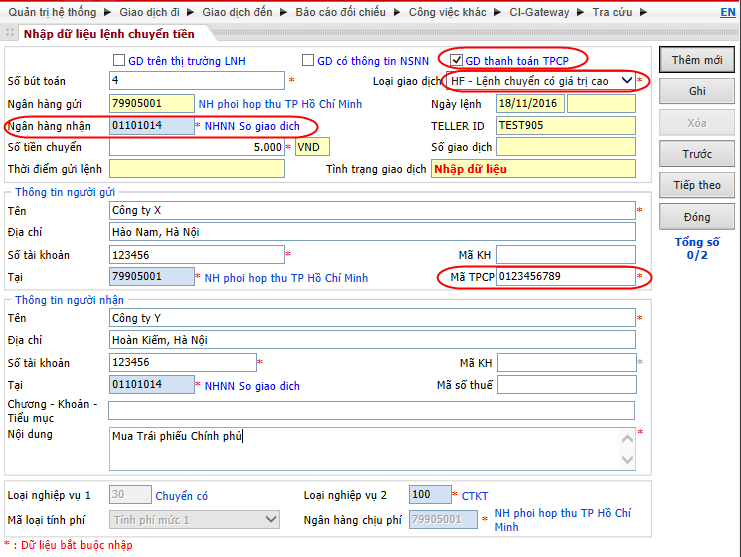 Quản trị hệ thống ▶ Giao dịch đi ▶ Giao dịch đến ▶ Báo cáo đối chiếu ▶ Công việc khác ▶ CI-Gateway ▶ Tra cứu ▶ EN
Nhập dữ liệu lệnh chuyển tiền
GD trên thị trường LNH GD có thông tin NSNN GD thanh toán TPCP
Số bút toán 4 * Loại giao dịch HF - Lệnh chuyển có giá trị cao *
Ngân hàng gửi 79905001 NH phoi hop thu TP Hồ Chí Minh Ngày lệnh 18/11/2016
Ngân hàng nhận 01101014 * NHNN So giao dich TELLER ID TEST905
Số tiền chuyển 5.000 * VND Số giao dịch
Thời điểm gửi lệnh Tình trạng giao dịch Nhập dữ liệu
Thông tin người gửi
Tên Công ty X *
Địa chỉ Hào Nam, Hà Nội
Số tài khoản 123456 * Mã KH
Tại 79905001 * NH phoi hop thu TP Hồ Chí Minh Mã TPCP 0123456789 *
Thông tin người nhận
Tên Công ty Y *
Địa chỉ Hoàn Kiếm, Hà Nội
Số tài khoản 123456 * Mã KH *
Tại 01101014 * NHNN So giao dich Mã số thuế
Chương - Khoản -
Tiểu mục
Nội dung Mua Trái phiếu Chính phủ *
Loại nghiệp vụ 1 30 Chuyển có Loại nghiệp vụ 2 100 * CTKT
Mã loại tính phí Tính phí mức 1 Ngân hàng chịu phí 79905001 * NH phoi hop thu TP Hồ Chí
Minh
* : Dữ liệu bắt buộc nhập
Thêm mới
Ghi
Xóa
Trước
Tiếp theo
Đóng
Tổng số
0/2